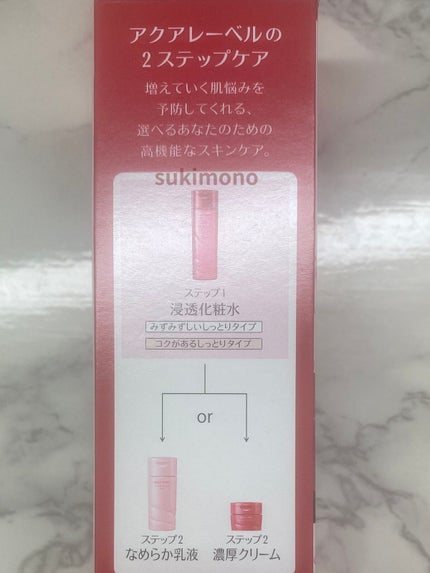 アクアレーベルの
2ステップケア
増えていく肌悩みを
予防してくれる、
選べるあなたのための
高機能なスキンケア。
sukimono
ステップ1
浸透化粧水
みずみずしいしっとりタイプ
コクがあるしっとりタイプ
or
ステップ2 ステップ2
なめらか乳液 濃厚クリーム